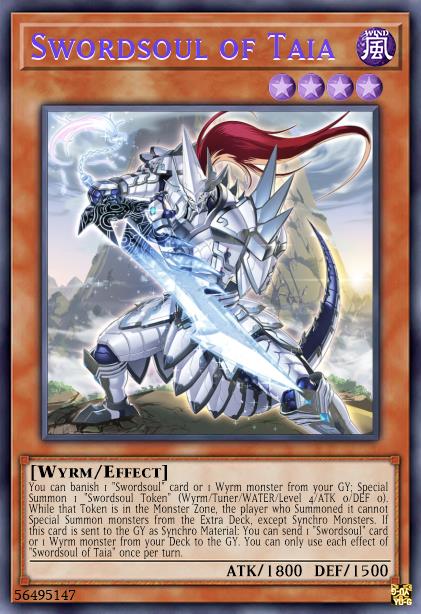 Swordsoul of Taia
WIND
風
[Wyrm/Effect]
You can banish 1 "Swordsoul" card or 1 Wyrm monster from your GY; Special
Summon 1 "Swordsoul Token" (Wyrm/Tuner/WATER/Level 4/ATK 0/DEF 0).
While that Token is in the Monster Zone, the player who Summoned it cannot
Special Summon monsters from the Extra Deck, except Synchro Monsters. If
this card is sent to the GY as Synchro Material: You can send 1 "Swordsoul" card
or 1 Wyrm monster from your Deck to the GY. You can only use each effect of
"Swordsoul of Taia" once per turn.
ATK/1800 DEF/1500
56495147